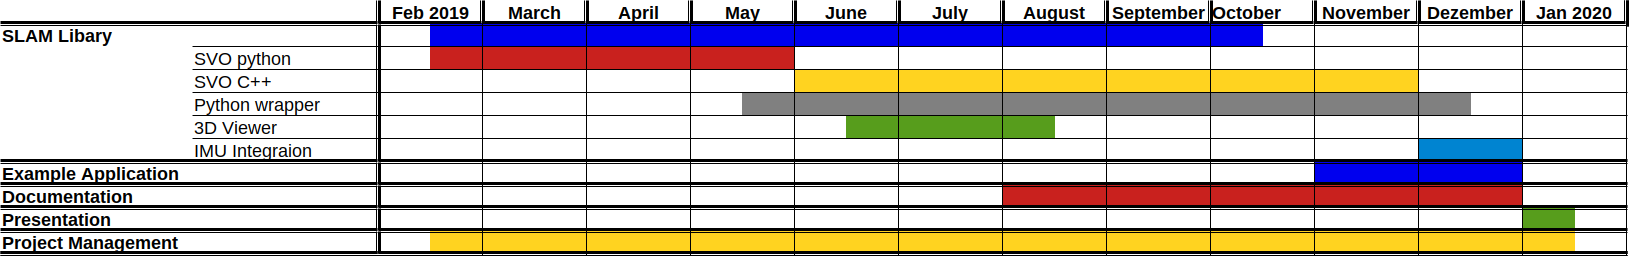 Feb 2019 March April May June July August September October November Dezember Jan 2020
SLAM Libary
SVO python
SVO C++
Python wrapper
3D Viewer
IMU Integraion
Example Application
Documentation
Presentation
Project Management